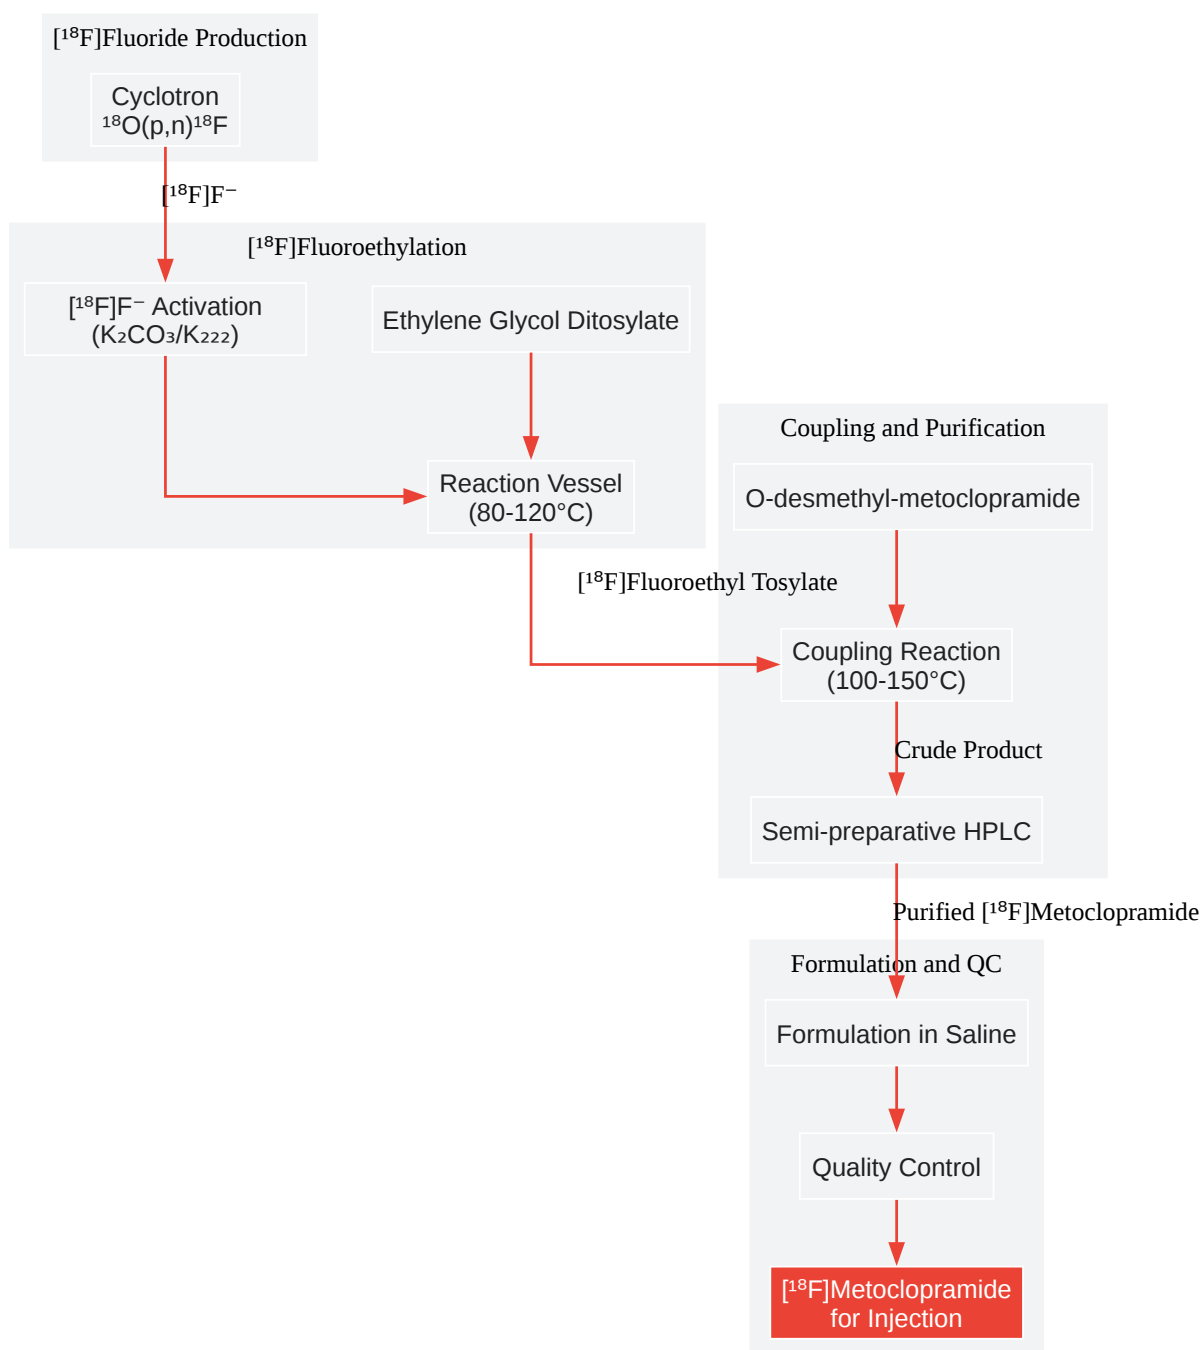 [¹⁸F]Fluoride Production
Cyclotron
¹⁸O(p,n)¹⁸F
[¹⁸F]F⁻
[¹⁸F]Fluoroethylation
[¹⁸F]F⁻ Activation
(K₂CO₃/K₂₂₂)
Ethylene Glycol Ditosylate
Reaction Vessel
(80-120°C)
[¹⁸F]Fluoroethyl Tosylate
Coupling and Purification
O-desmethyl-metoclopramide
Coupling Reaction
(100-150°C)
Crude Product
Semi-preparative HPLC
Purified [¹⁸F]Metoclopramide
Formulation and QC
Formulation in Saline
Quality Control
[¹⁸F]Metoclopramide
for Injection